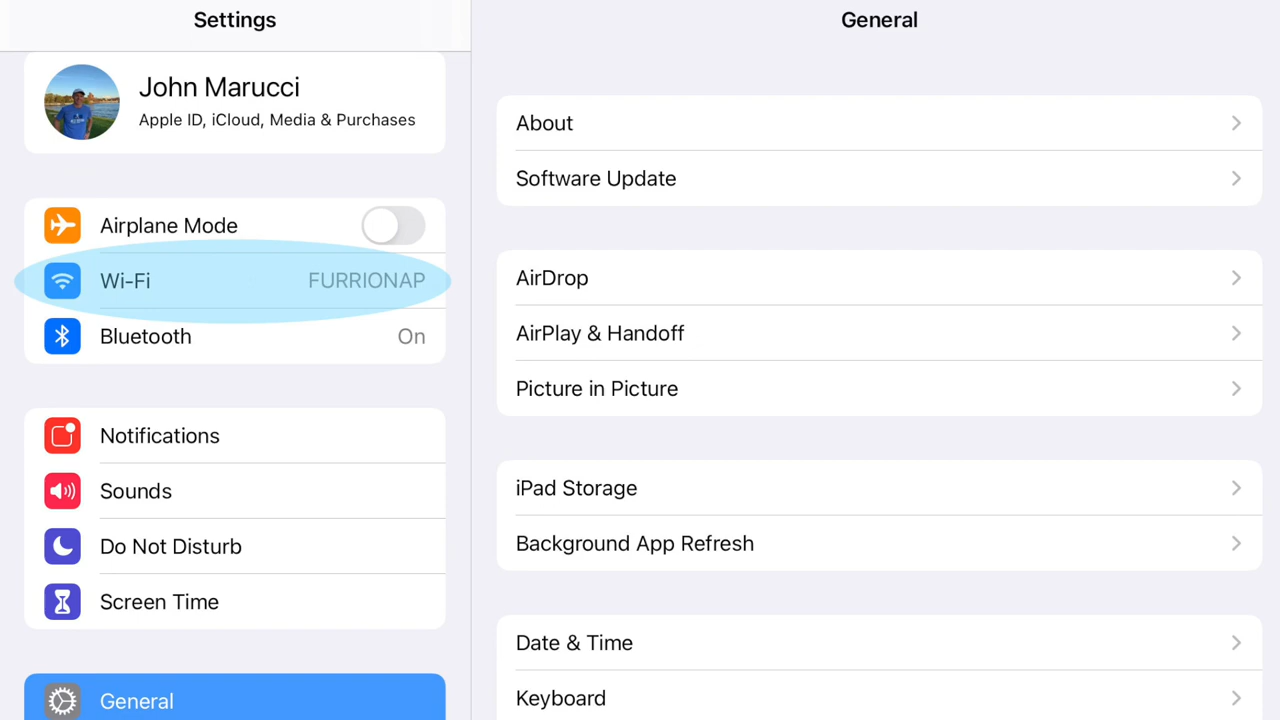 Settings
John Marucci
Apple ID, iCloud, Media & Purchases
Airplane Mode
Wi-Fi FURRIONAP
Bluetooth On
Notifications
Sounds
Do Not Disturb
Screen Time
General
General
About
Software Update
AirDrop
AirPlay & Handoff
Picture in Picture
iPad Storage
Background App Refresh
Date & Time
Keyboard